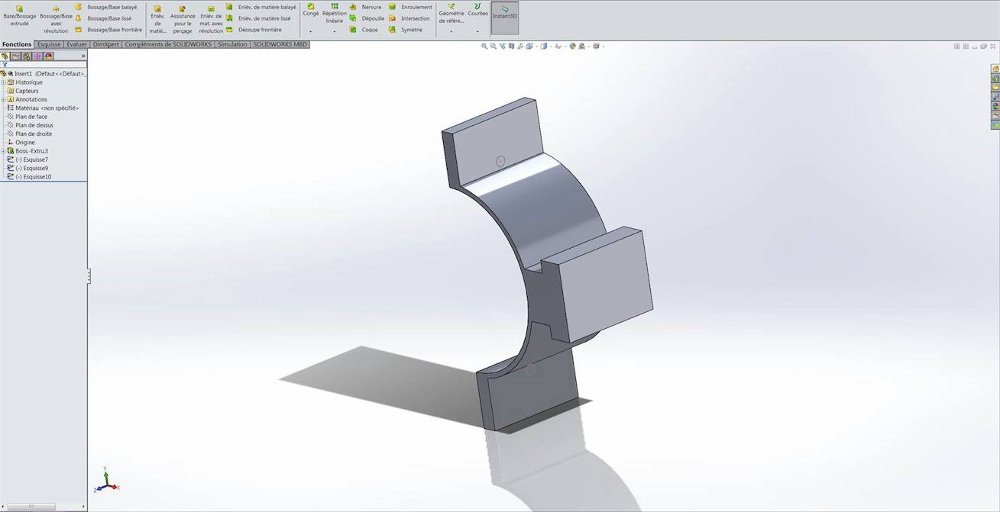 Base/Bossage extrudé
Bossage/Base avec révolution
Bossage/Base balayé
Bossage/Base lissé
Bossage/Base frontière
Enlèv. de matiè...
Assistance pour le perçage
Enlèv. de mat. avec révolution
Enlèv. de matière balayé
Enlèv. de matière lissé
Découpe frontière
Congé
Répétition linéaire
Nervure
Dépouille
Coque
Enroulement
Intersection
Symétrie
Géométrie de référe...
Courbes
Instant3D
Fonctions
Esquisse
Evaluer
DimXpert
Compléments de SOLIDWORKS
Simulation
SOLIDWORKS MBD
Insert1 (Défaut<<Défaut>_
Historique
Capteurs
Annotations
Matériau <non spécifié>
Plan de face
Plan de dessus
Plan de droite
Origine
Boss.-Extru.3
(-) Esquisse7
(-) Esquisse9
(-) Esquisse10
Y
Z
X